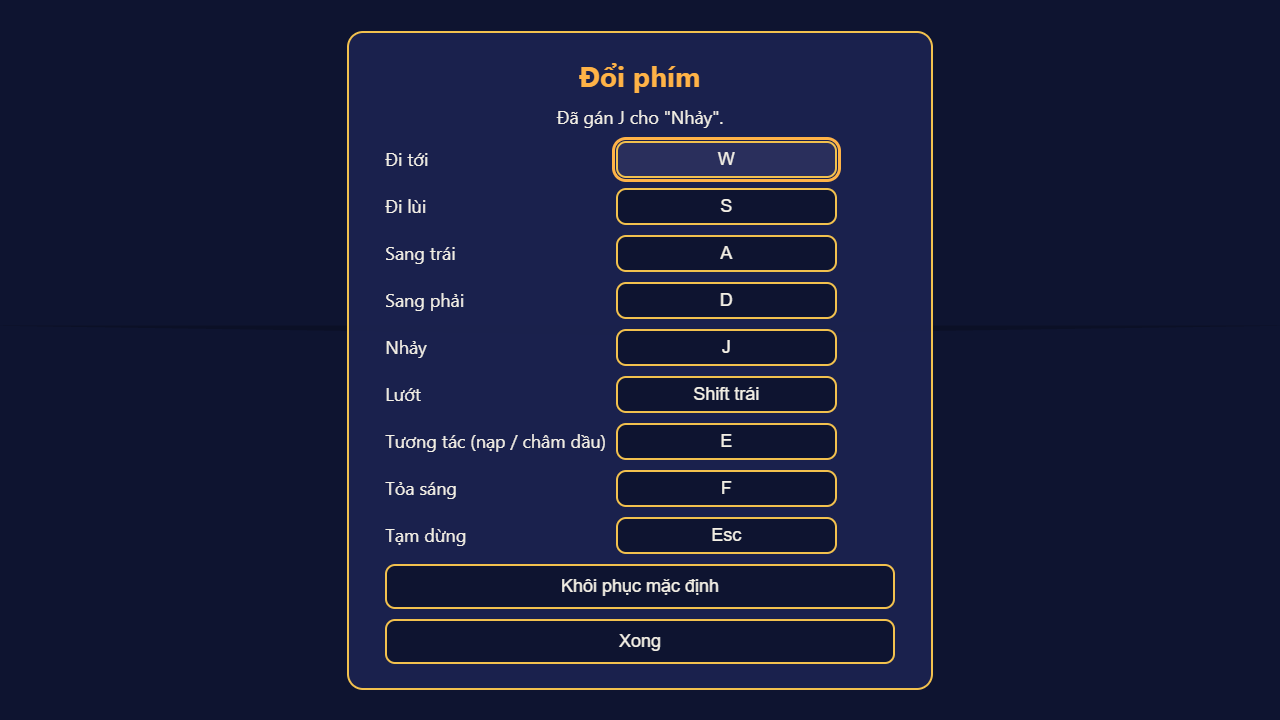 Đổi phím
Đã gán J cho "Nhảy".
Đi tới W
Đi lùi S
Sang trái A
Sang phải D
Nhảy J
Lướt Shift trái
Tương tác (nạp / châm dầu) E
Tỏa sáng F
Tạm dừng Esc
Khôi phục mặc định
Xong